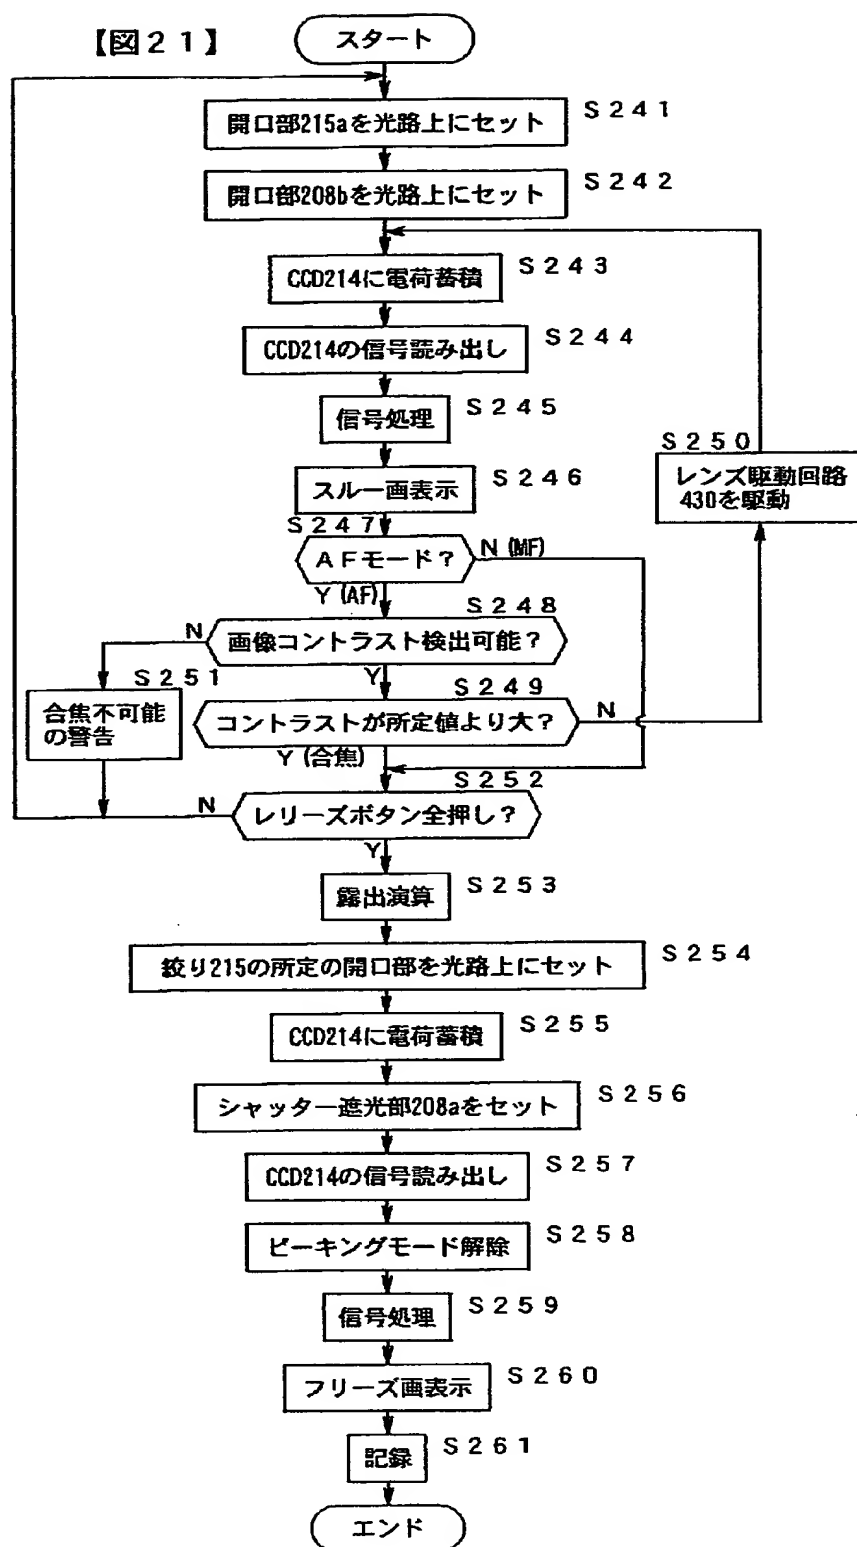 【図２１】
スタート
開口部215aを光路上にセット
Ｓ２４１
開口部208bを光路上にセット
Ｓ２４２
CCD214に電荷蓄積
Ｓ２４３
CCD214の信号読み出し
Ｓ２４４
信号処理
Ｓ２４５
スルー画表示
Ｓ２４６
Ｓ２４７
ＡＦモード？
N (MF)
Y (AF)
Ｓ２４８
画像コントラスト検出可能？
N
Y
Ｓ２４９
コントラストが所定値より大？
N
Y (合焦)
Ｓ２５０
レンズ駆動回路
430を駆動
Ｓ２５１
合焦不可能
の警告
Ｓ２５２
レリーズボタン全押し？
N
Y
露出演算
Ｓ２５３
絞り215の所定の開口部を光路上にセット
Ｓ２５４
CCD214に電荷蓄積
Ｓ２５５
シャッター遮光部208aをセット
Ｓ２５６
CCD214の信号読み出し
Ｓ２５７
ピーキングモード解除
Ｓ２５８
信号処理
Ｓ２５９
フリーズ画表示
Ｓ２６０
記録
Ｓ２６１
エンド